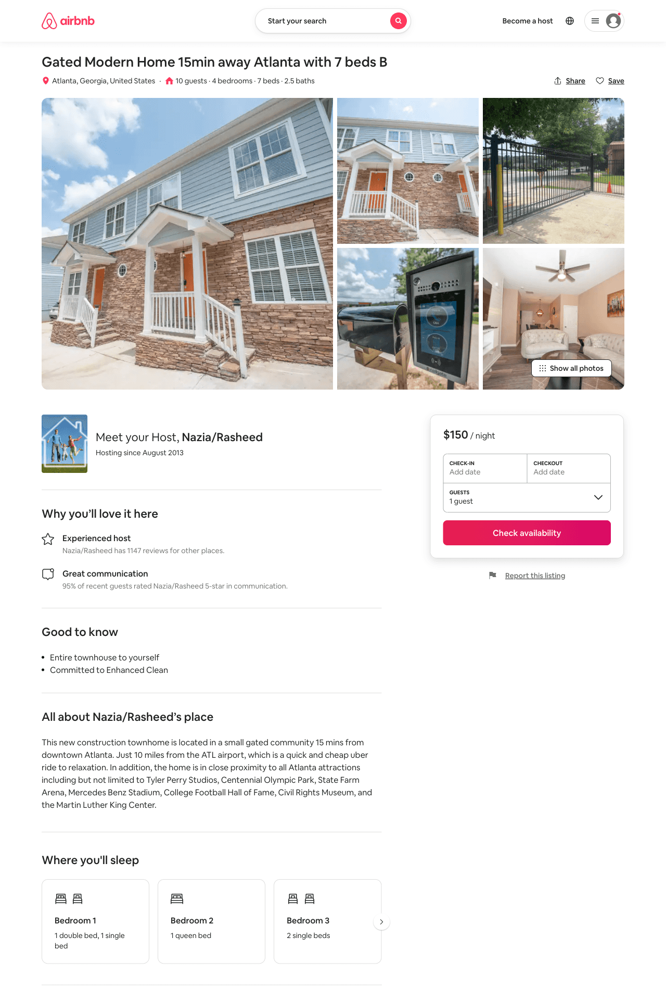 airbnb
Start your search
Become a host
Gated Modern Home 15min away Atlanta with 7 beds B
Atlanta, Georgia, United States · 10 guests · 4 bedrooms · 7 beds · 2.5 baths
Share
Save
CALL
cellgate
Show all photos
Meet your Host, Nazia/Rasheed
Hosting since August 2013
$150 / night
CHECK-IN
Add date
CHECKOUT
Add date
GUESTS
1 guest
Check availability
Report this listing
Why you’ll love it here
Experienced host
Nazia/Rasheed has 1147 reviews for other places.
Great communication
95% of recent guests rated Nazia/Rasheed 5-star in communication.
Good to know
• Entire townhouse to yourself
• Committed to Enhanced Clean
All about Nazia/Rasheed’s place
This new construction townhome is located in a small gated community 15 mins from
downtown Atlanta. Just 10 miles from the ATL airport, which is a quick and cheap uber
ride to relaxation. In addition, the home is in close proximity to all Atlanta attractions
including but not limited to Tyler Perry Studios, Centennial Olympic Park, State Farm
Arena, Mercedes Benz Stadium, College Football Hall of Fame, Civil Rights Museum, and
the Martin Luther King Center.
Where you'll sleep
Bedroom 1
1 double bed, 1 single
bed
Bedroom 2
1 queen bed
Bedroom 3
2 single beds